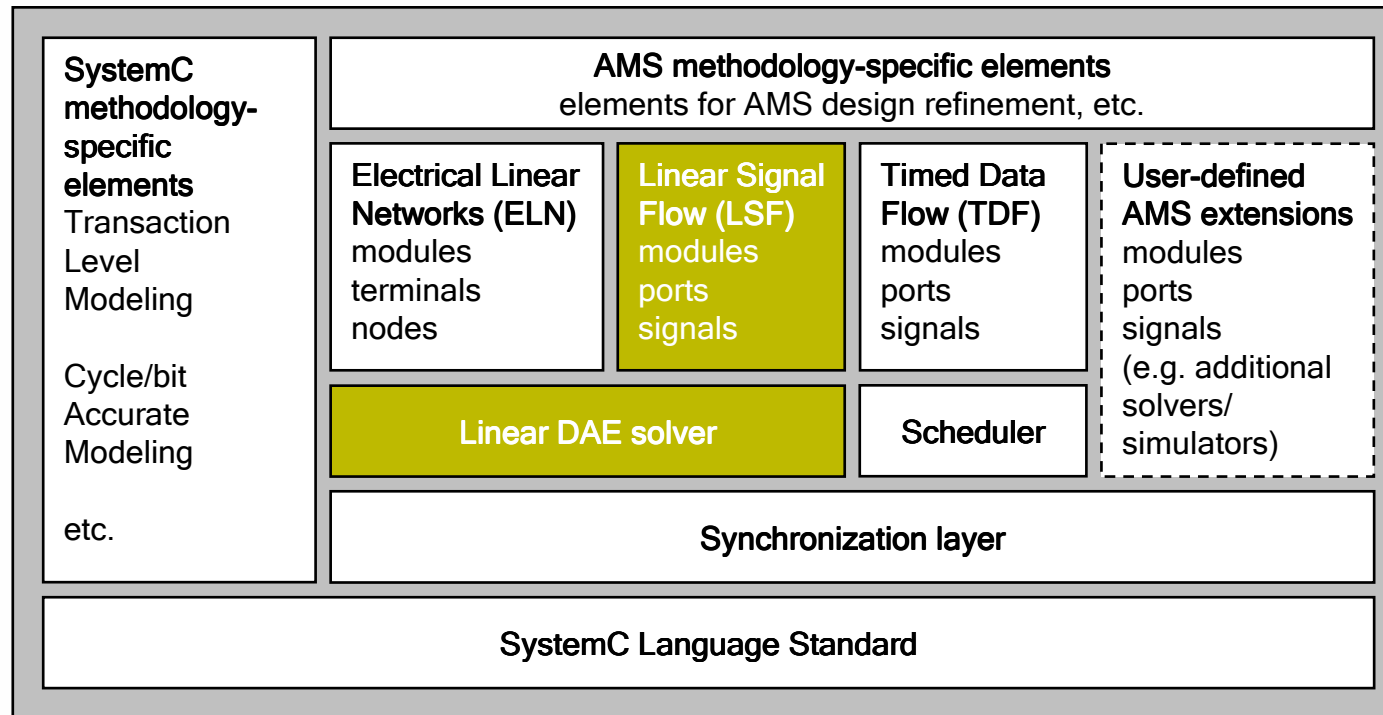 SystemC
methodology-
specific
elements
Transaction
Level
Modeling
Cycle/bit
Accurate
Modeling
etc.
AMS methodology-specific elements
elements for AMS design refinement, etc.
Electrical Linear
Networks (ELN)
modules
terminals
nodes
Linear Signal
Flow (LSF)
modules
ports
signals
Timed Data
Flow (TDF)
modules
ports
signals
User-defined
AMS extensions
modules
ports
signals
(e.g. additional
solvers/
simulators)
Linear DAE solver
Scheduler
Synchronization layer
SystemC Language Standard